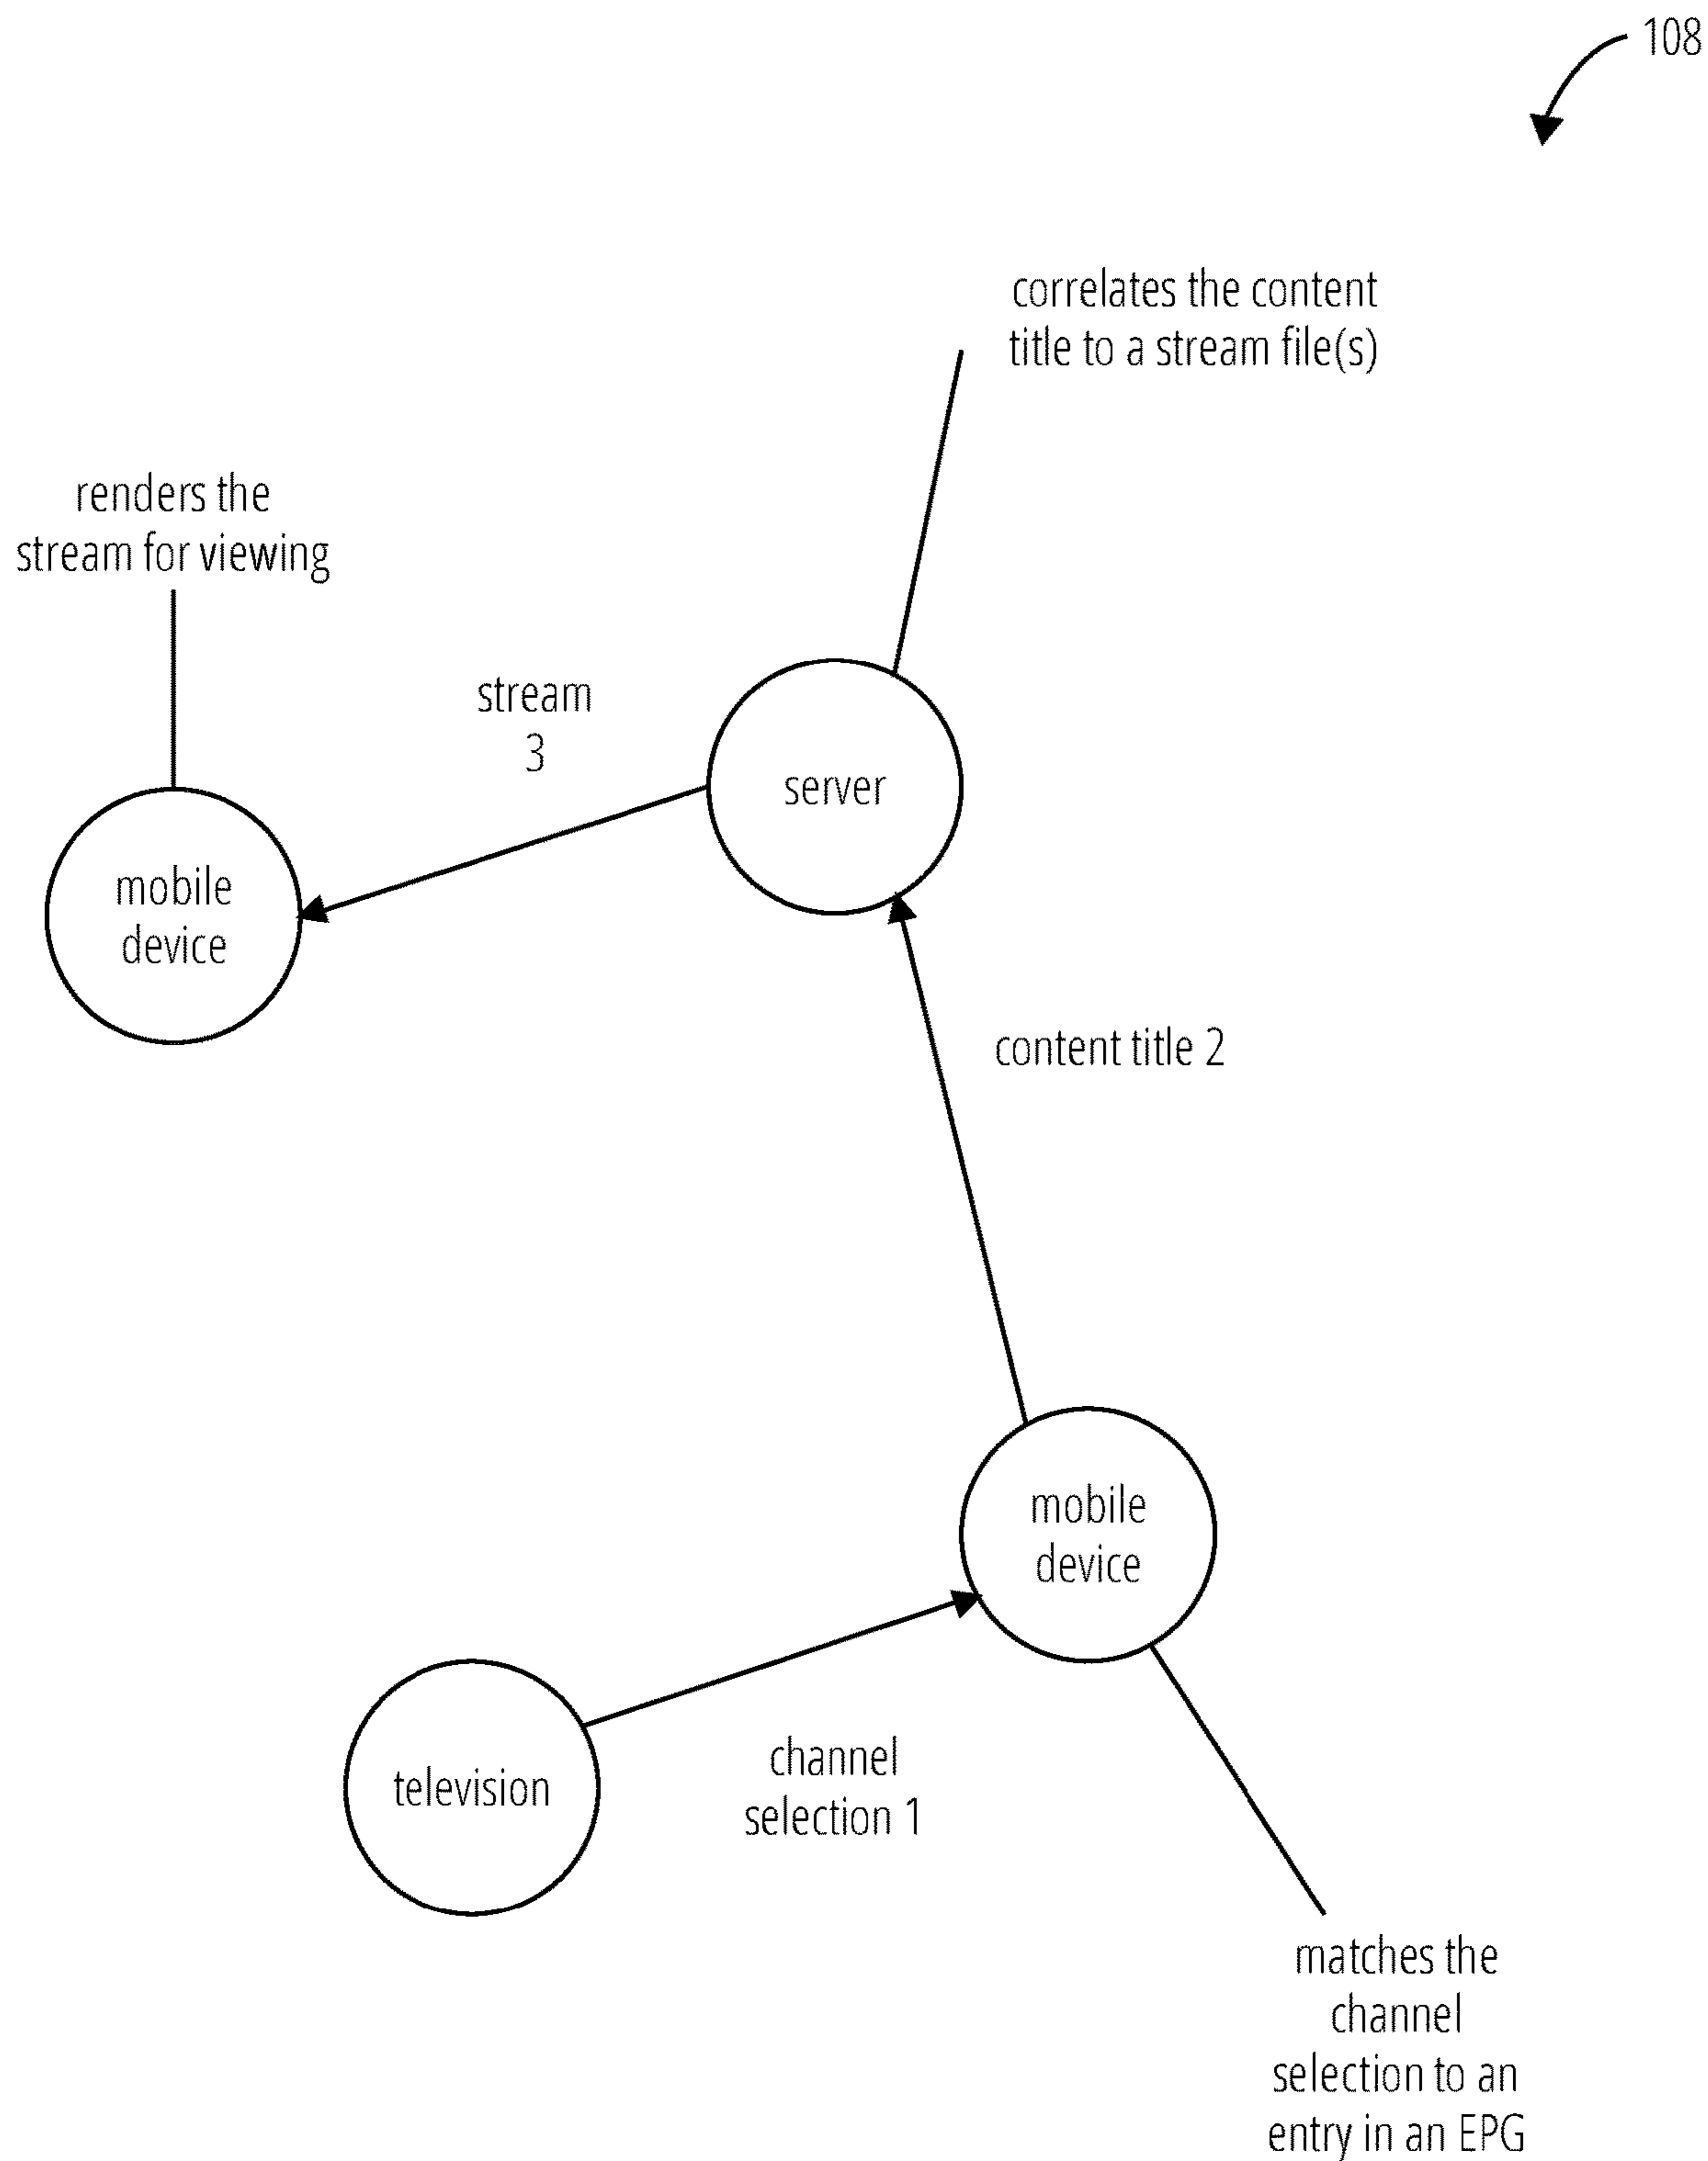 108
correlates the content
title to a stream file(s)
renders the
stream for viewing
stream
3
server
mobile
device
content title 2
mobile
device
television
channel
selection 1
matches the
channel
selection to an
entry in an EPG